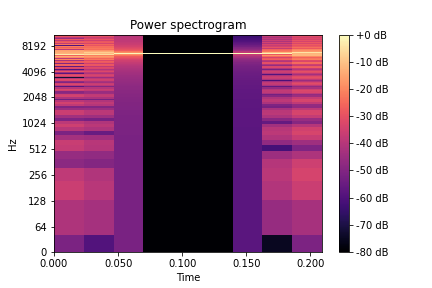 Power spectrogram
8192
4096
2048
1024
512
256
128
64
0
Hz
0.000 0.050 0.100 0.150 0.200
Time
+0 dB
-10 dB
-20 dB
-30 dB
-40 dB
-50 dB
-60 dB
-70 dB
-80 dB